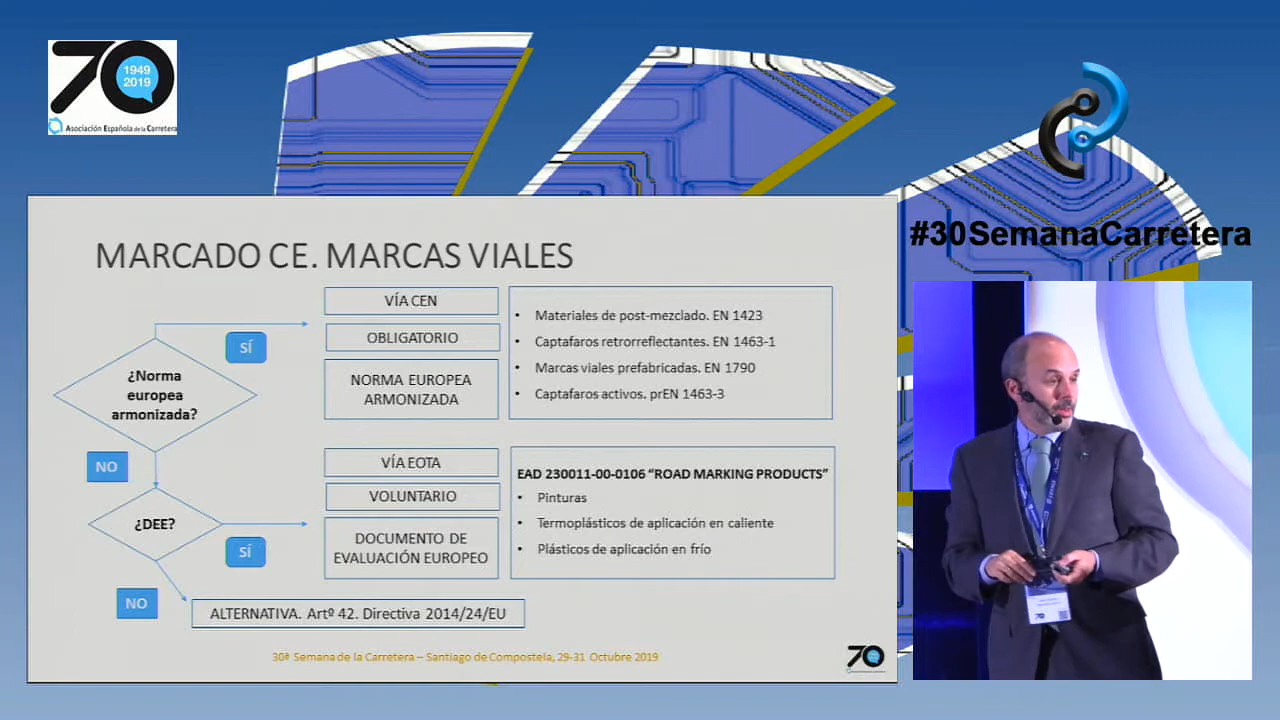 70
1949
2019
Asociación Española de la Carretera
#30SemanaCarretera
MARCADO CE. MARCAS VIALES
¿Norma
europea
armonizada?
SÍ
NO
¿DEE?
SÍ
NO
VÍA CEN
OBLIGATORIO
NORMA EUROPEA
ARMONIZADA
• Materiales de post-mezclado. EN 1423
• Captafaros retrorreflectantes. EN 1463-1
• Marcas viales prefabricadas. EN 1790
• Captafaros activos. prEN 1463-3
VÍA EOTA
VOLUNTARIO
DOCUMENTO DE
EVALUACIÓN EUROPEO
EAD 230011-00-0106 “ROAD MARKING PRODUCTS”
• Pinturas
• Termoplásticos de aplicación en caliente
• Plásticos de aplicación en frío
ALTERNATIVA. Artº 42. Directiva 2014/24/EU
30ª Semana de la Carretera – Santiago de Compostela, 29-31 Octubre 2019
70